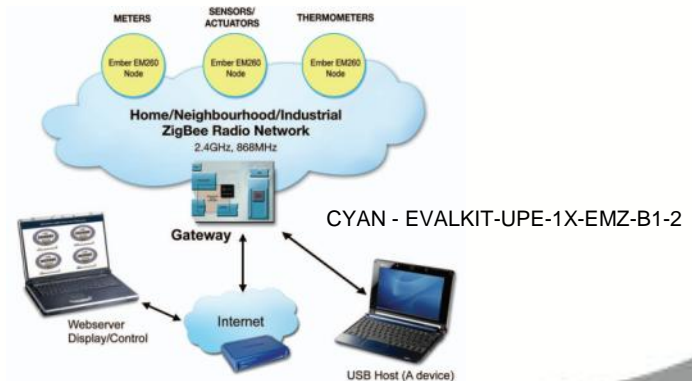 METERS
SENSORS/
ACTUATORS
THERMOMETERS
Ember EM260
Node
Ember EM260
Node
Ember EM260
Node
Home/Neighbourhood/Industrial
ZigBee Radio Network
2.4GHz, 868MHz
CYAN - EVALKIT-UPE-1X-EMZ-B1-2
Gateway
Webserver
Display/Control
Internet
USB Host (A device)